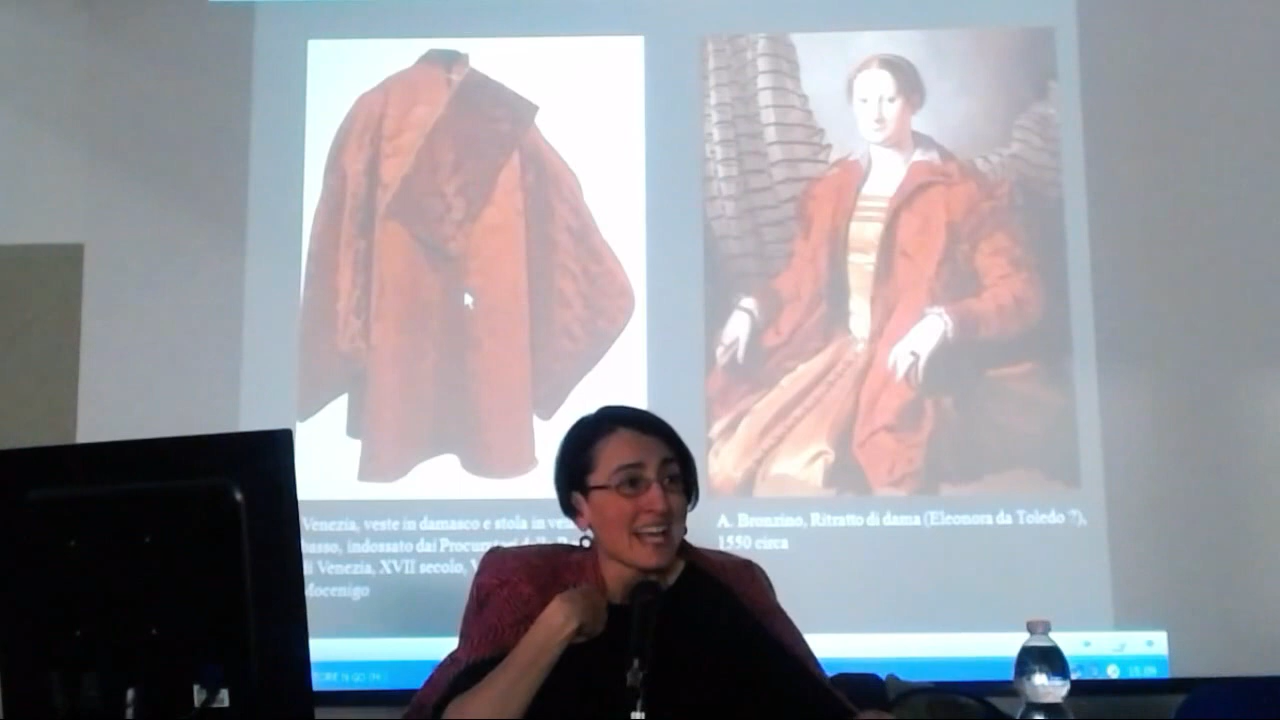 Venezia, veste in damasco e stola in
basso, indossato dai Procuratori
di Venezia, XVII secolo,
Mocenigo
A. Bronzino, Ritratto di dama (Eleonora da Toledo ?),
1550 circa